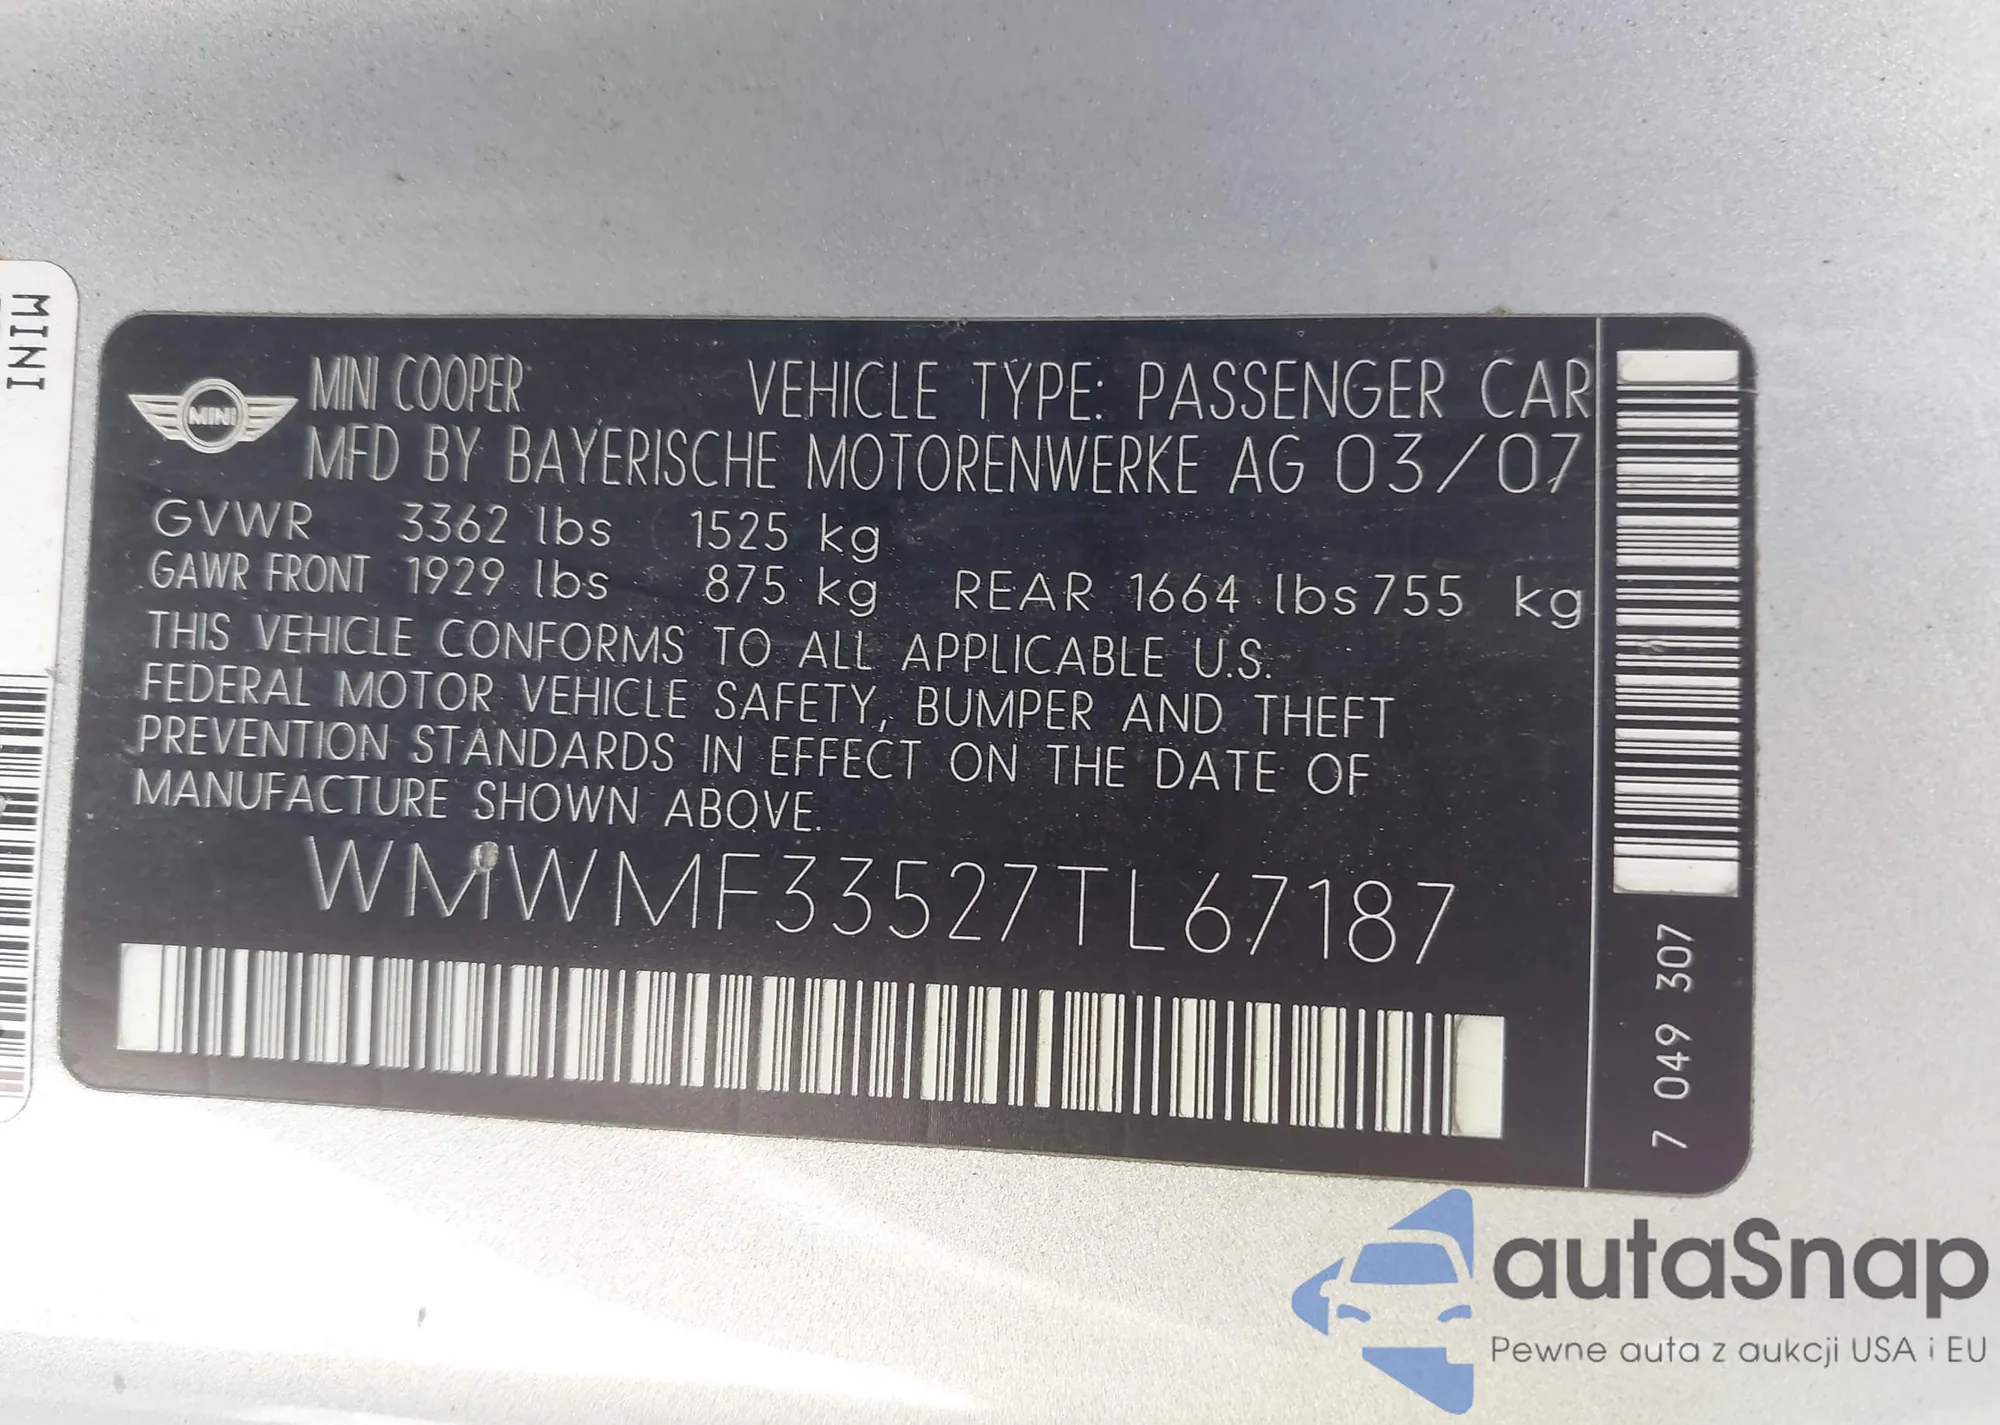 MINI
MINI
MINI COOPER VEHICLE TYPE: PASSENGER CAR
MFD BY BAYERISCHE MOTORENWERKE AG 03/07
GVWR 3362 lbs 1525 kg
GAWR FRONT 1929 lbs 875 kg REAR 1664 lbs 755 kg
THIS VEHICLE CONFORMS TO ALL APPLICABLE U.S.
FEDERAL MOTOR VEHICLE SAFETY, BUMPER AND THEFT
PREVENTION STANDARDS IN EFFECT ON THE DATE OF
MANUFACTURE SHOWN ABOVE.
WMWMF33527TL67187
7 049 307
autaSnap
Pewne auta z aukcji USA i EU